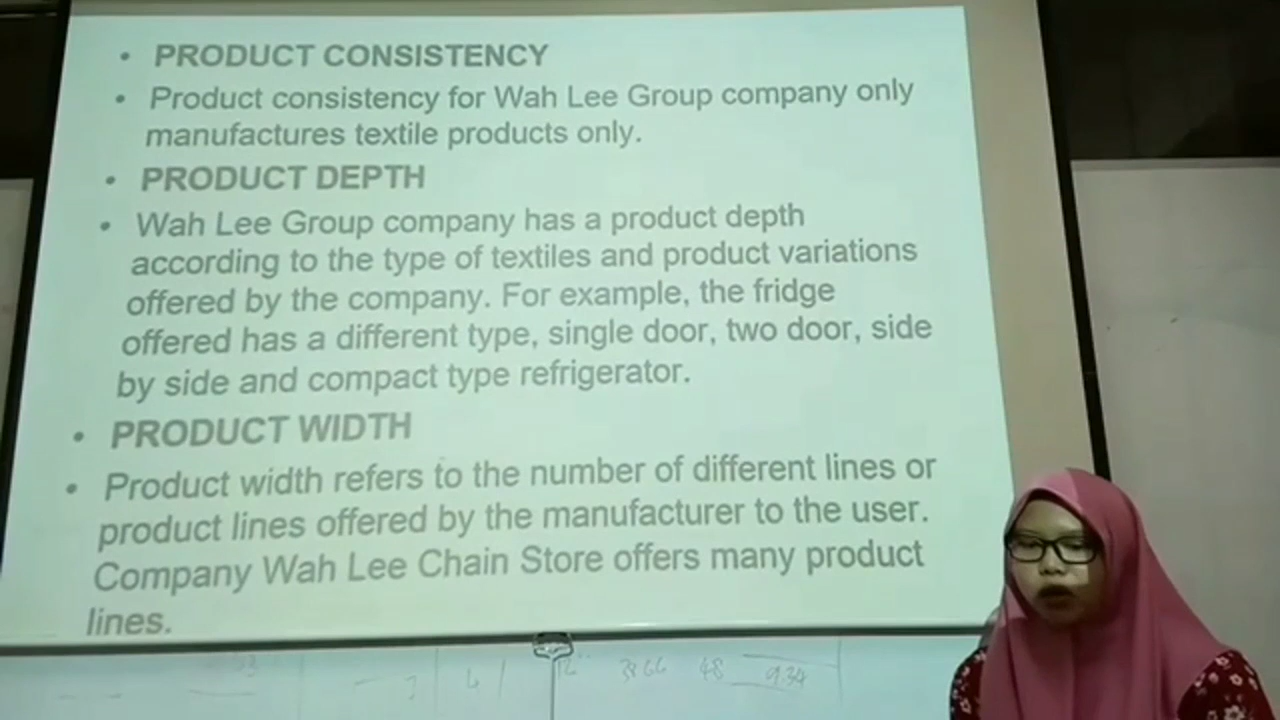 • PRODUCT CONSISTENCY
• Product consistency for Wah Lee Group company only
manufactures textile products only.
• PRODUCT DEPTH
• Wah Lee Group company has a product depth
according to the type of textiles and product variations
offered by the company. For example, the fridge
offered has a different type, single door, two door, side
by side and compact type refrigerator.
• PRODUCT WIDTH
• Product width refers to the number of different lines or
product lines offered by the manufacturer to the user.
Company Wah Lee Chain Store offers many product
lines.
48 934